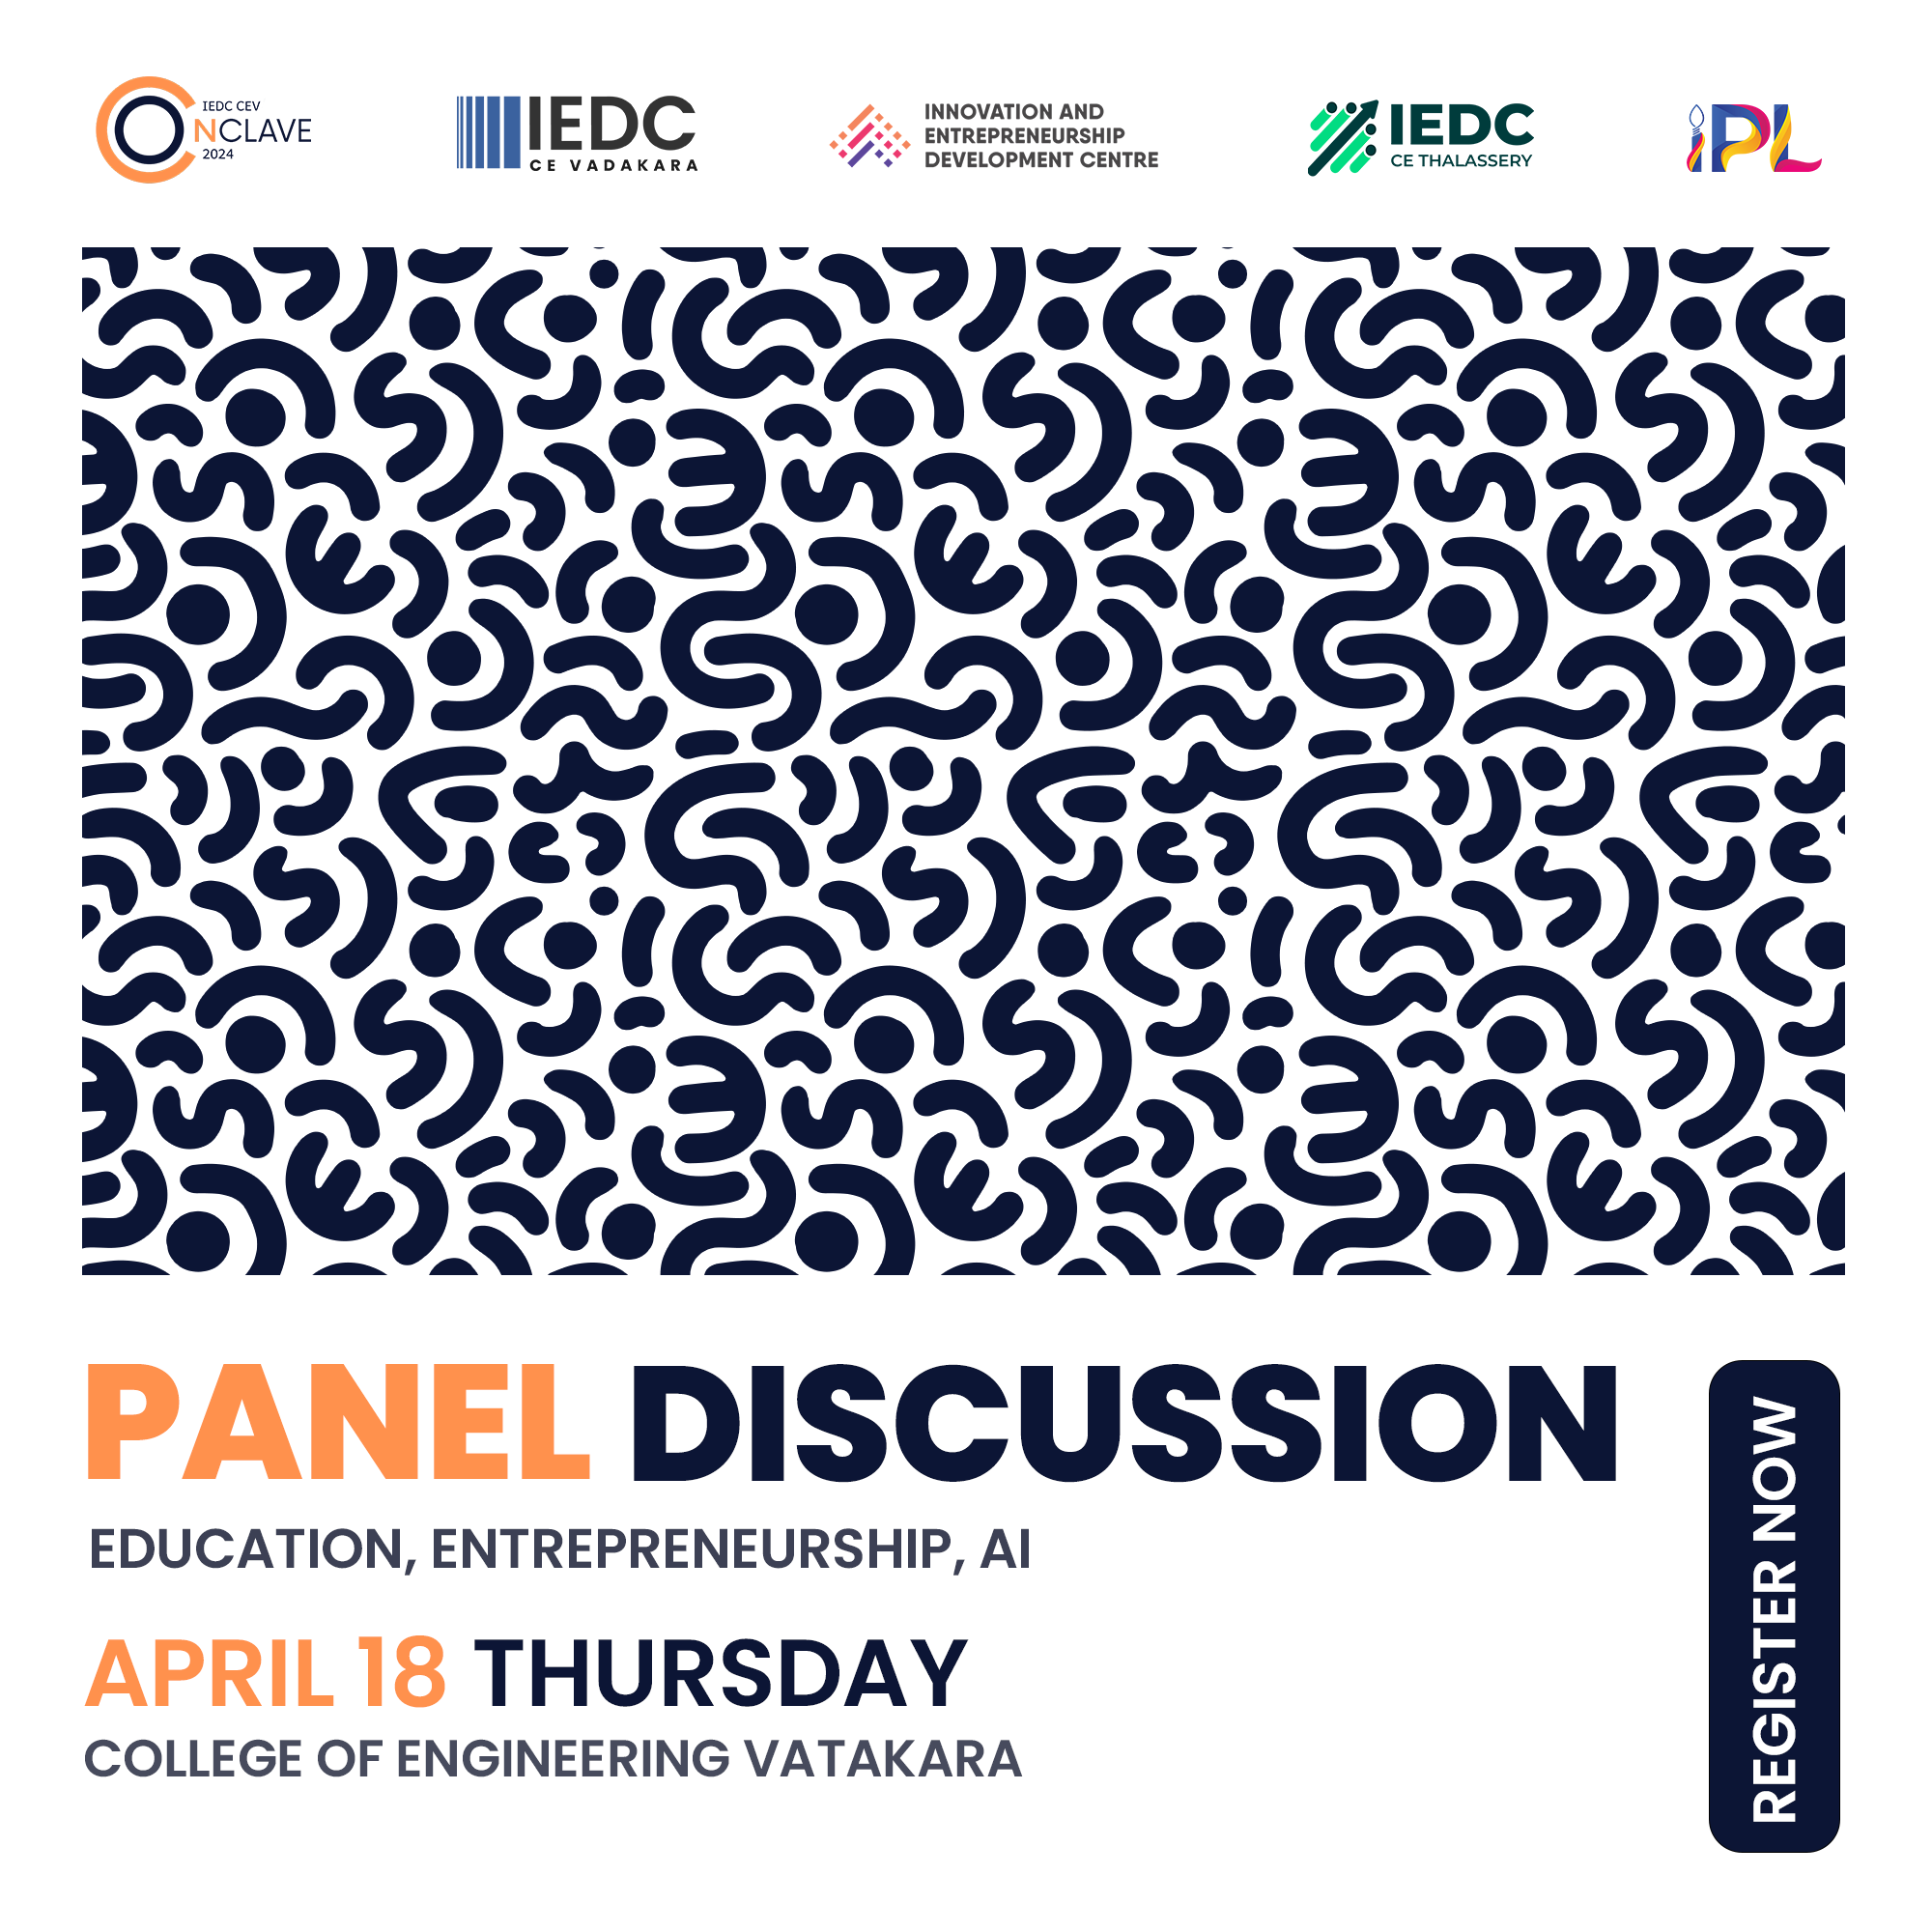 IEDC CEV
ONCLAVE
2024
IEDC
CE VADAKARA
INNOVATION AND
ENTREPRENEURSHIP
DEVELOPMENT CENTRE
IEDC
CE THALASSERY
IPL
PANEL DISCUSSION
EDUCATION, ENTREPRENEURSHIP, AI
APRIL 18 THURSDAY
COLLEGE OF ENGINEERING VATAKARA
REGISTER NOW